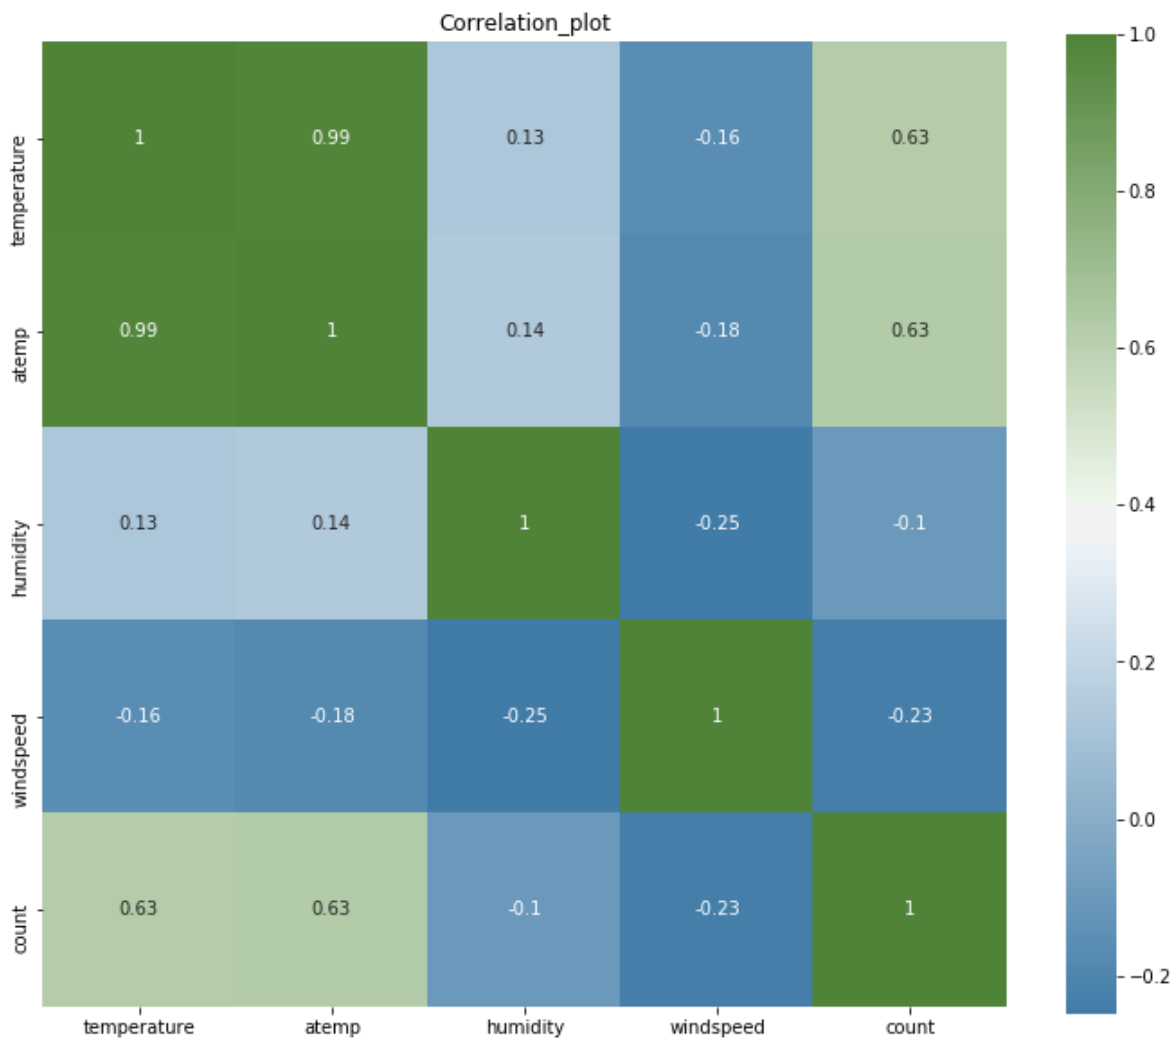 Correlation_plot
temperature 1 0.99 0.13 -0.16 0.63
atemp 0.99 1 0.14 -0.18 0.63
humidity 0.13 0.14 1 -0.25 -0.1
windspeed -0.16 -0.18 -0.25 1 -0.23
count 0.63 0.63 -0.1 -0.23 1
temperature atemp humidity windspeed count
1.0
0.8
0.6
0.4
0.2
0.0
−0.2